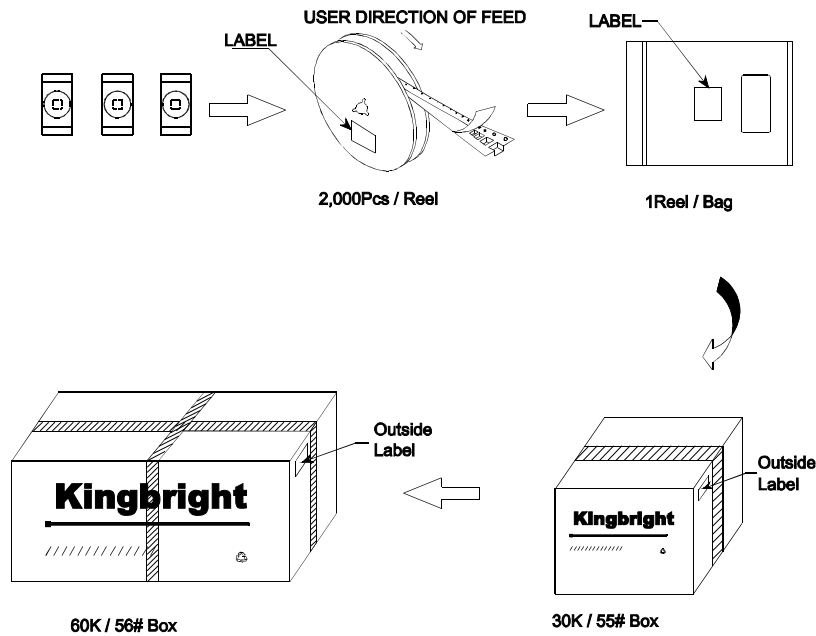 USER DIRECTION OF FEED
LABEL
LABEL
2,000Pcs / Reel
1Reel / Bag
Outside
Label
Kingbright
60K / 56# Box
Outside
Label
Kingbright
30K / 55# Box